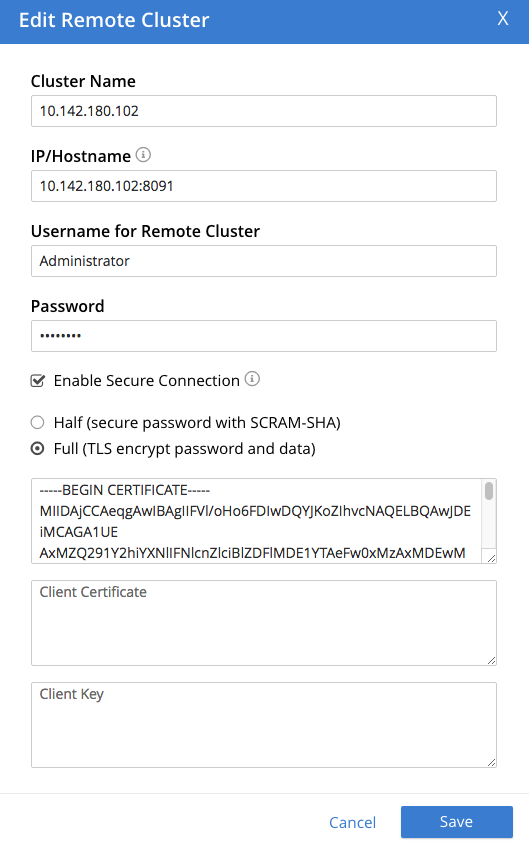 Edit Remote Cluster X
Cluster Name
10.142.180.102
IP/Hostname
10.142.180.102:8091
Username for Remote Cluster
Administrator
Password
••••••••
Enable Secure Connection
Half (secure password with SCRAM-SHA)
Full (TLS encrypt password and data)
-----BEGIN CERTIFICATE-----
MIIDAjCCAeqgAwIBAgIIFVl/oHo6FDIwDQYJKoZIhvcNAQELBQAwJDE
iMCAGA1UE
AxMZQ291Y2hiYXNlIFNlcnZlciBlZDFlMDE1YTAeFw0xMzAxMDEwM
Client Certificate
Client Key
Cancel Save